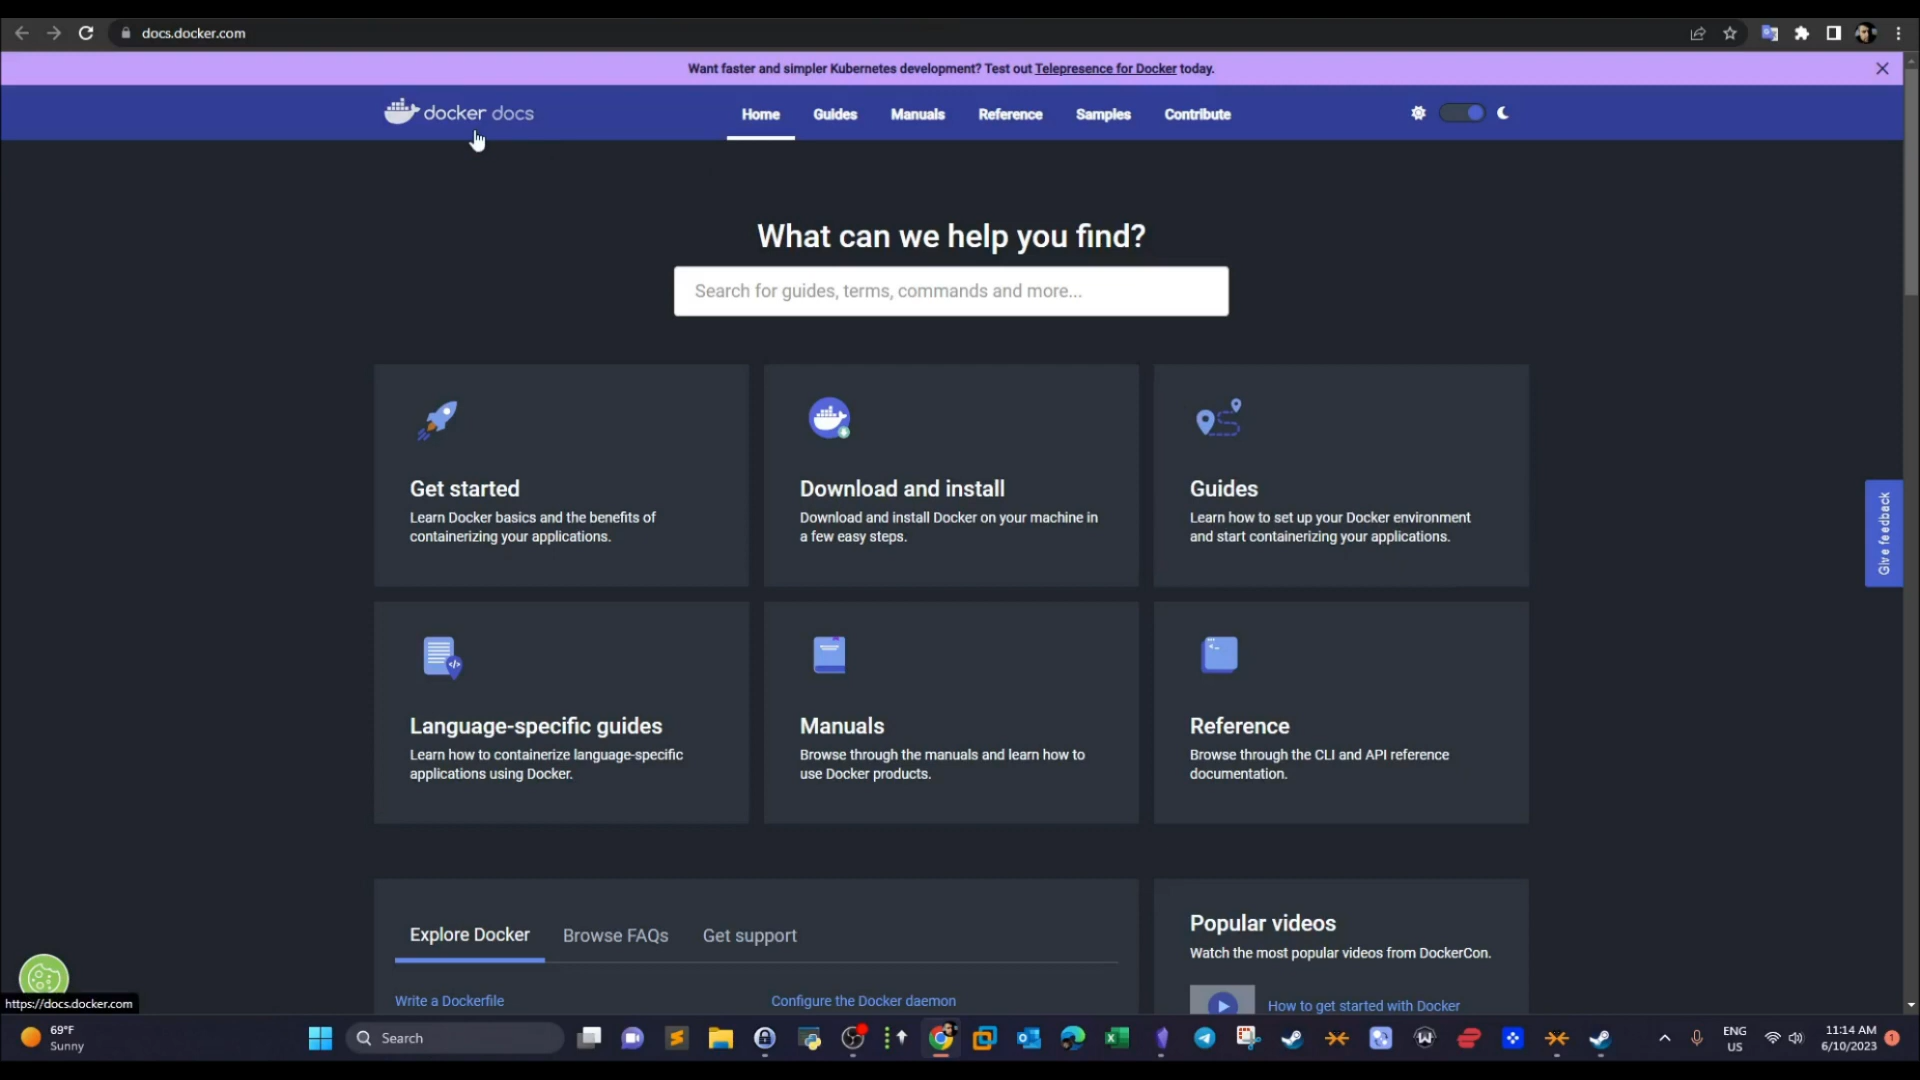 docs.docker.com
Want faster and simpler Kubernetes development? Test out Telepresence for Docker today.
docker docs
Home Guides Manuals Reference Samples Contribute
What can we help you find?
Search for guides, terms, commands and more...
Get started
Learn Docker basics and the benefits of
containerizing your applications.
Download and install
Download and install Docker on your machine in
a few easy steps.
Guides
Learn how to set up your Docker environment
and start containerizing your applications.
Give feedback
Language-specific guides
Learn how to containerize language-specific
applications using Docker.
Manuals
Browse through the manuals and learn how to
use Docker products.
Reference
Browse through the CLI and API reference
documentation.
Explore Docker Browse FAQs Get support
Write a Dockerfile Configure the Docker daemon
Popular videos
Watch the most popular videos from DockerCon.
How to get started with Docker
https://docs.docker.com
69°F
Sunny
Search
ENG
US
11:14 AM
6/10/2023
1